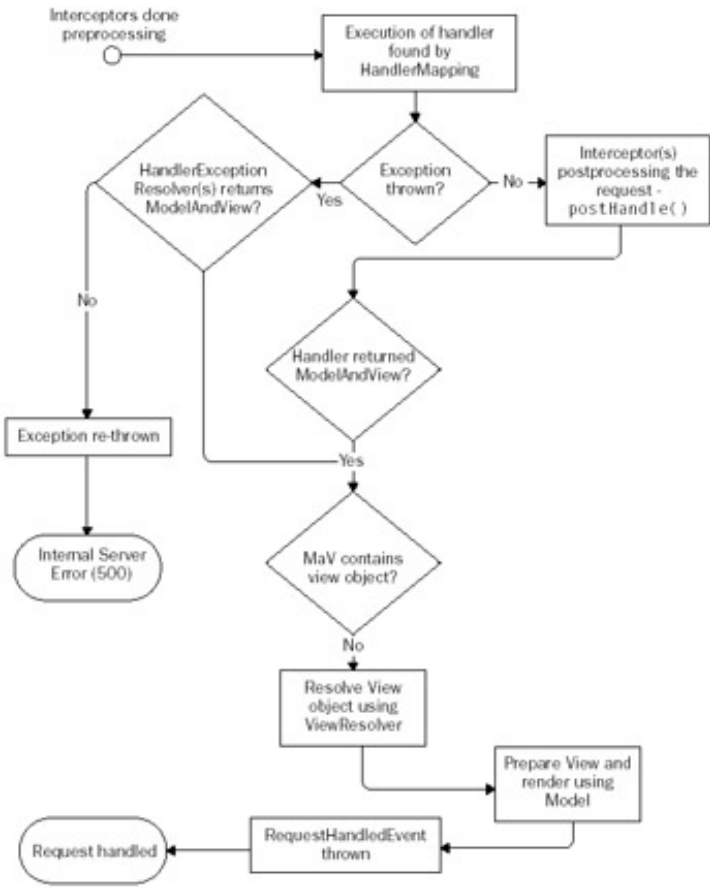 Interceptors done
preprocessing
Execution of handler
found by
HandlerMapping
HandlerException
Resolver(s) returns
ModelAndView?
Yes
Exception
thrown?
No
Interceptor(s)
postprocessing the
request -
postHandle()
No
Handler returned
ModelAndView?
Exception re-thrown
Yes
Internal Server
Error (500)
MaV contains
view object?
No
Resolve View
object using
ViewResolver
Prepare View and
render using
Model
RequestHandledEvent
thrown
Request handled